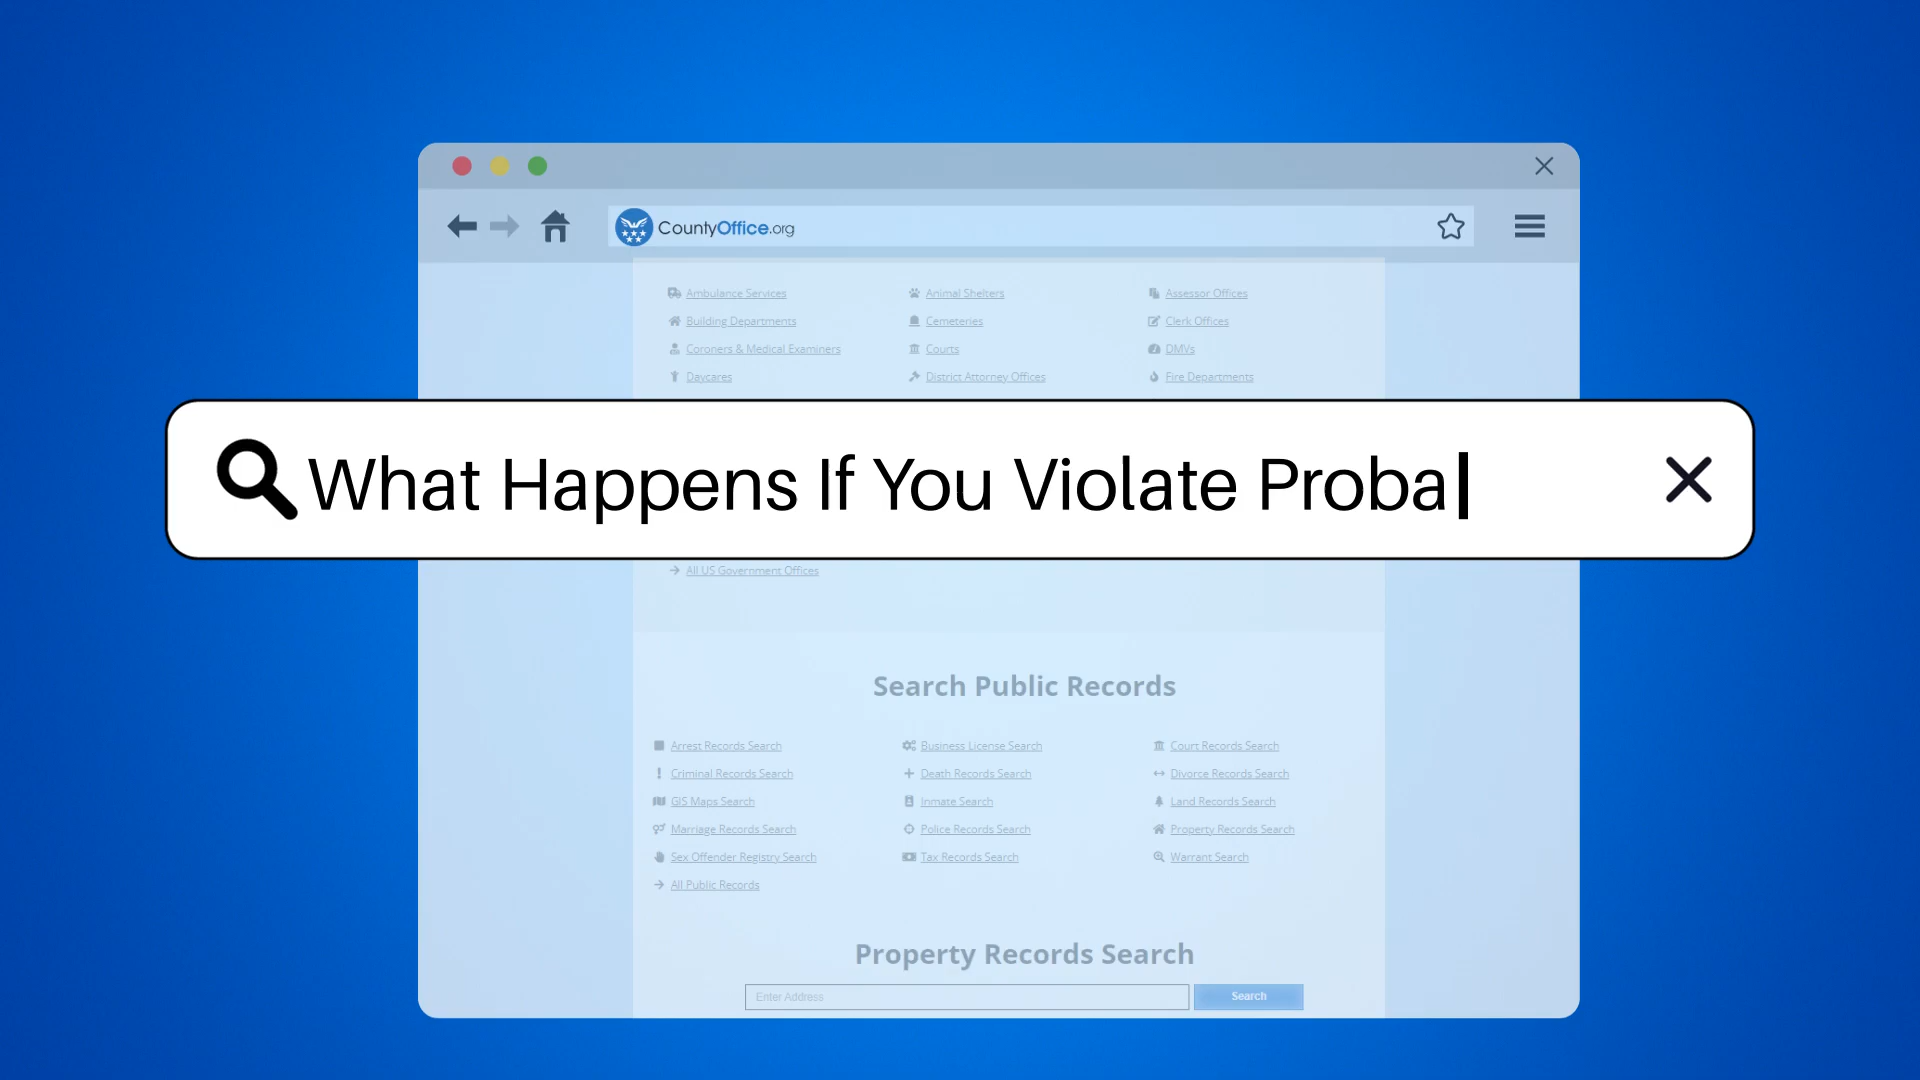 CountyOffice.org
Ambulance Services Animal Shelters Assessor Offices
Building Departments Cemeteries Clerk Offices
Coroners & Medical Examiners Courts DMVs
Daycares District Attorney Offices Fire Departments
What Happens If You Violate Proba
All US Government Offices
Search Public Records
Arrest Records Search Business License Search Court Records Search
Criminal Records Search Death Records Search Divorce Records Search
GIS Maps Search Inmate Search Land Records Search
Marriage Records Search Police Records Search Property Records Search
Sex Offender Registry Search Tax Records Search Warrant Search
All Public Records
Property Records Search
Enter Address Search